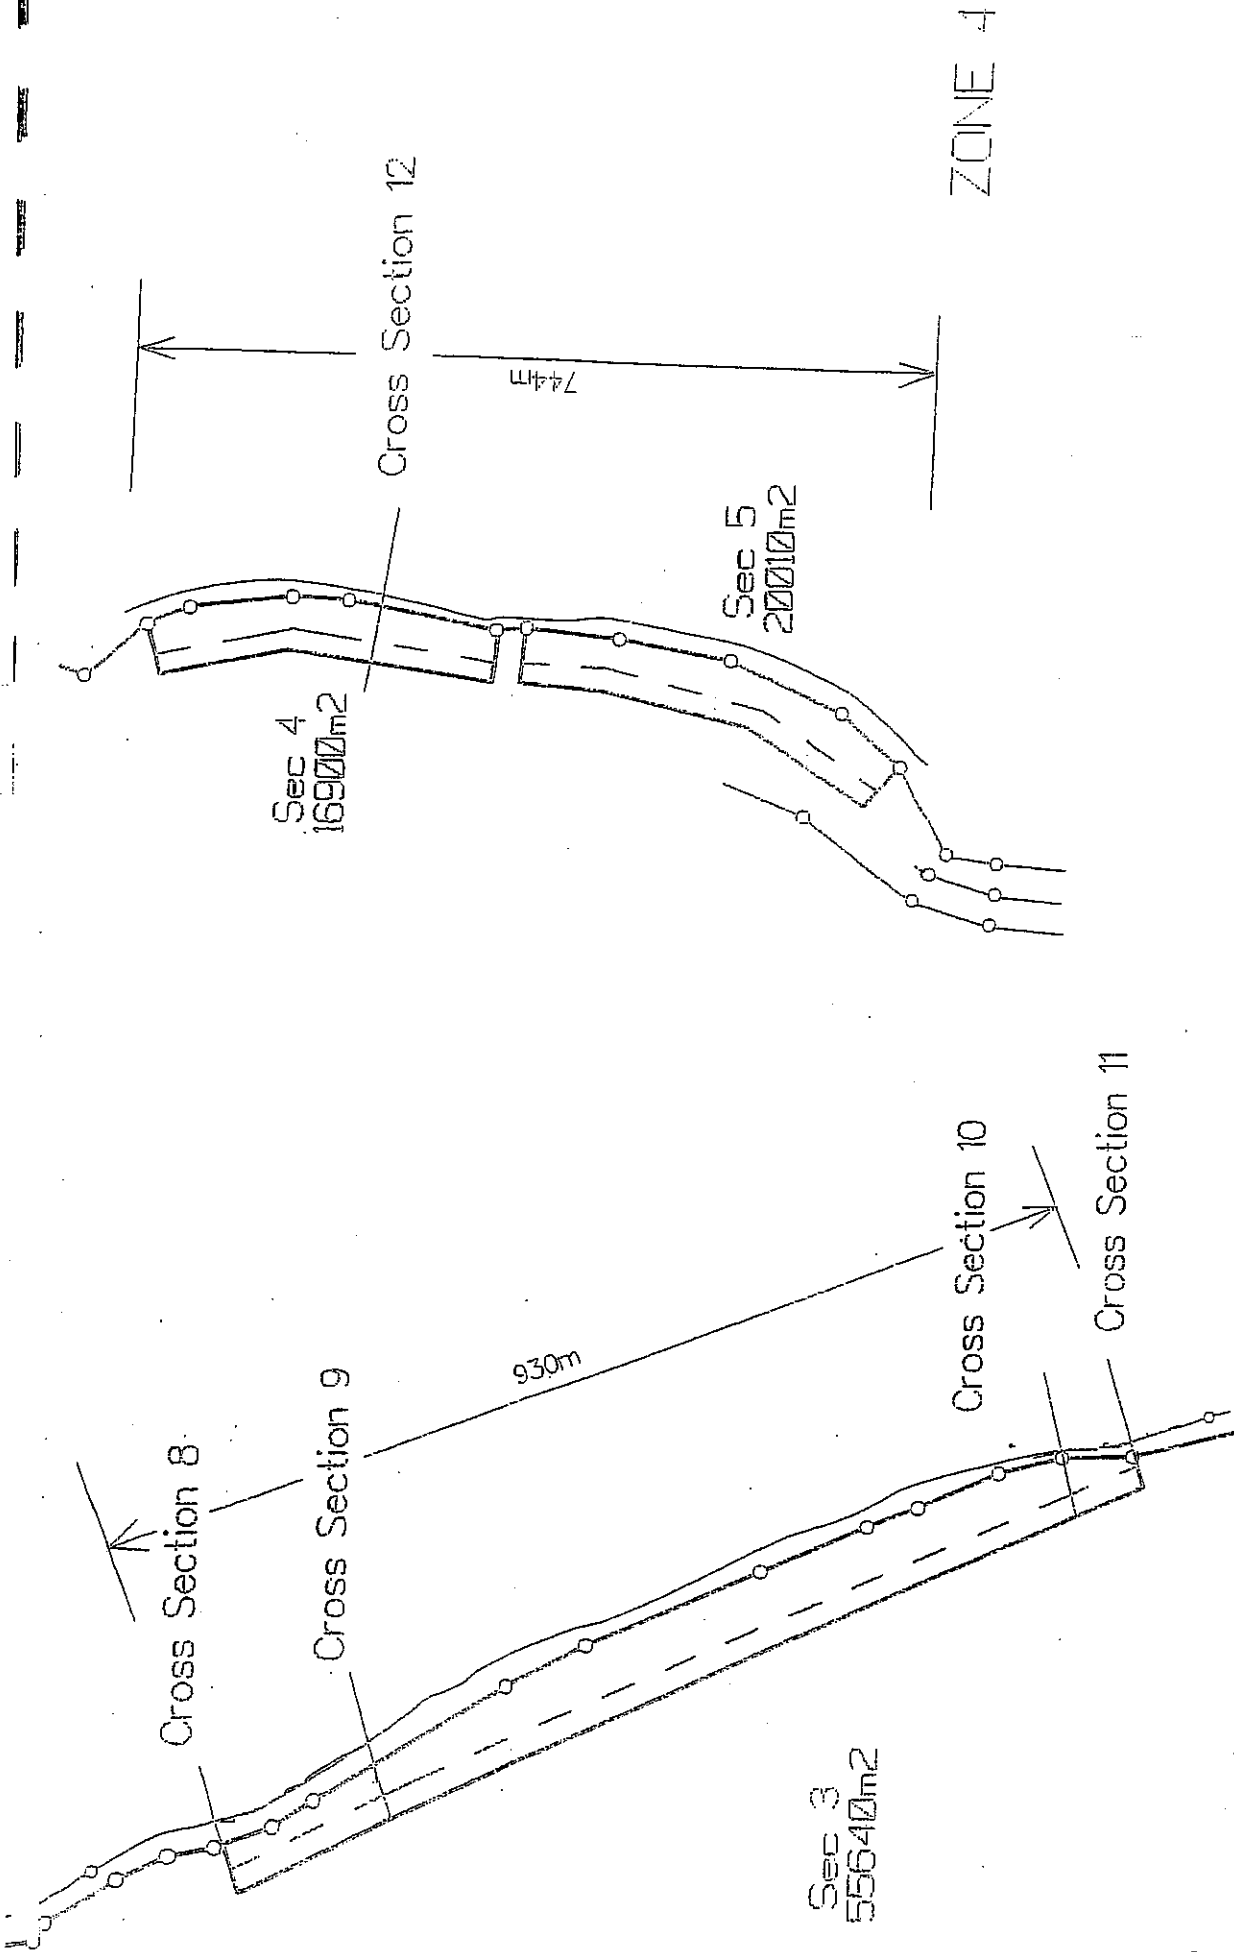 Cross Section 8
Cross Section 9
930m
Cross Section 10
Cross Section 11
Sec 3
55640m2
Sec 4
16900m2
Cross Section 12
744m
Sec 5
20010m2
ZONE 4